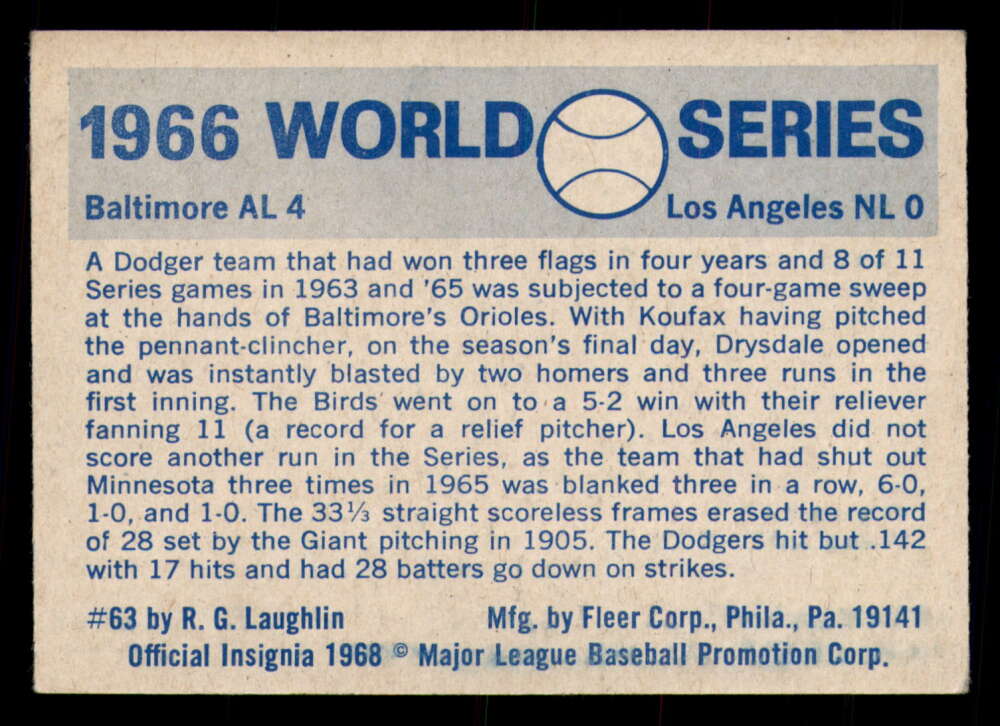 1966 WORLD SERIES
Baltimore AL 4 Los Angeles NL 0
A Dodger team that had won three flags in four years and 8 of 11
Series games in 1963 and '65 was subjected to a four-game sweep
at the hands of Baltimore's Orioles. With Koufax having pitched
the pennant-clincher, on the season's final day, Drysdale opened
and was instantly blasted by two homers and three runs in the
first inning. The Birds went on to a 5-2 win with their reliever
fanning 11 (a record for a relief pitcher). Los Angeles did not
score another run in the Series, as the team that had shut out
Minnesota three times in 1965 was blanked three in a row, 6-0,
1-0, and 1-0. The 33⅓ straight scoreless frames erased the record
of 28 set by the Giant pitching in 1905. The Dodgers hit but .142
with 17 hits and had 28 batters go down on strikes.
#63 by R. G. Laughlin Mfg. by Fleer Corp., Phila., Pa. 19141
Official Insignia 1968 © Major League Baseball Promotion Corp.